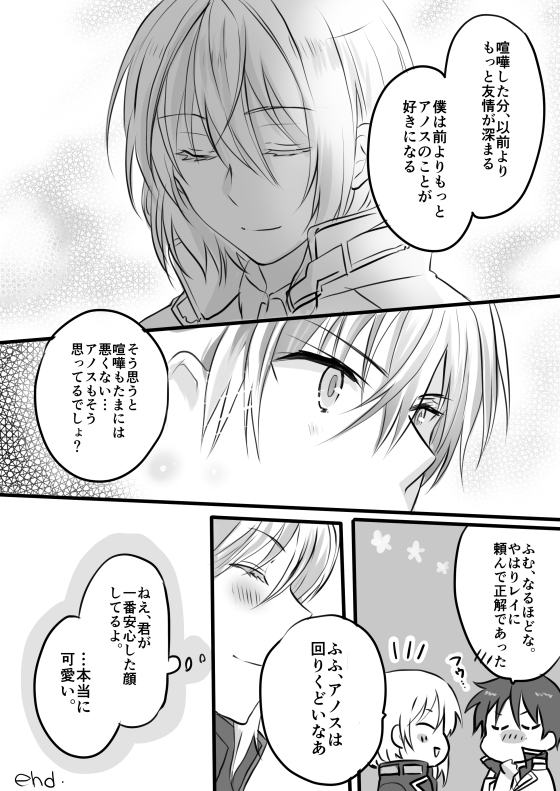 喧嘩した分、以前より
もっと友情が深まる
僕は前よりもっと
アノスのことが
好きになる
そう思うと
喧嘩もたまには
悪くない…
アノスもそう
思ってるでしょ？
ふむ、なるほどな。
やはりレイに
頼んで正解であった
フゥ…
ふふ、アノスは
回りくどいなあ
ねえ、君が
一番安心した顔
してるよ。
…本当に
可愛い。
end.